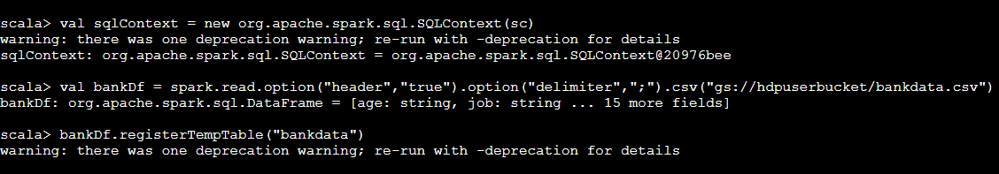 scala> val sqlContext = new org.apache.spark.sql.SQLContext(sc)
warning: there was one deprecation warning; re-run with -deprecation for details
sqlContext: org.apache.spark.sql.SQLContext = org.apache.spark.sql.SQLContext@20976bee
scala> val bankDf = spark.read.option("header","true").option("delimiter",";").csv("gs://hdpuserbucket/bankdata.csv")
bankDf: org.apache.spark.sql.DataFrame = [age: string, job: string ... 15 more fields]
scala> bankDf.registerTempTable("bankdata")
warning: there was one deprecation warning; re-run with -deprecation for details